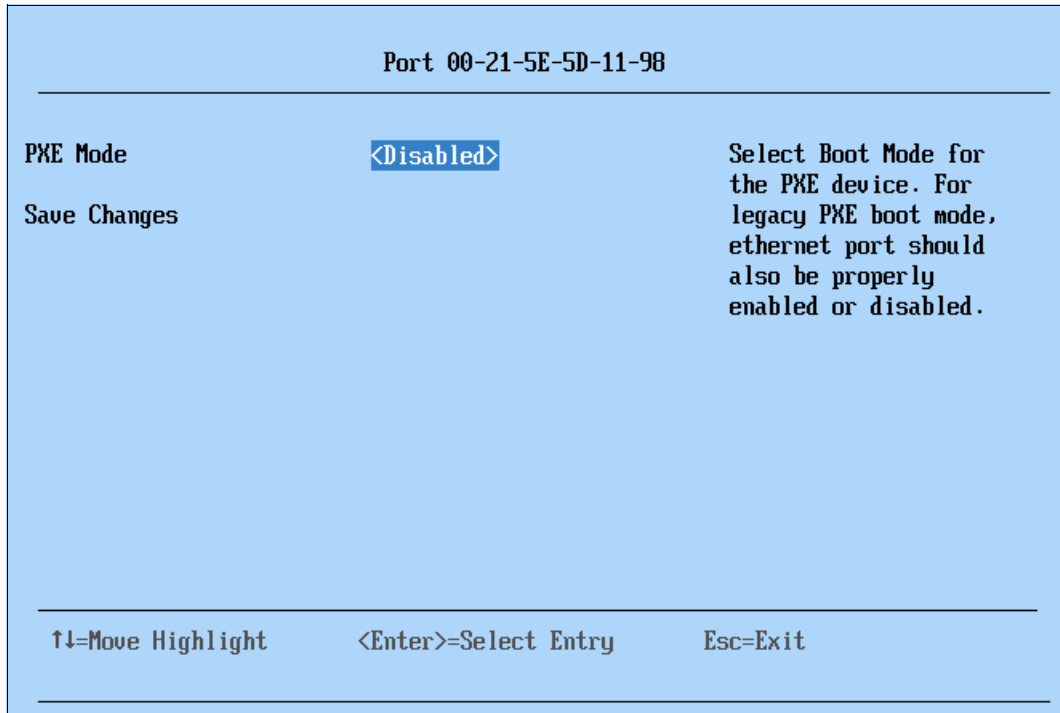 Port 00-21-5E-5D-11-98
PXE Mode <Disabled>
Save Changes
Select Boot Mode for
the PXE device. For
legacy PXE boot mode,
ethernet port should
also be properly
enabled or disabled.
↑↓=Move Highlight <Enter>=Select Entry Esc=Exit